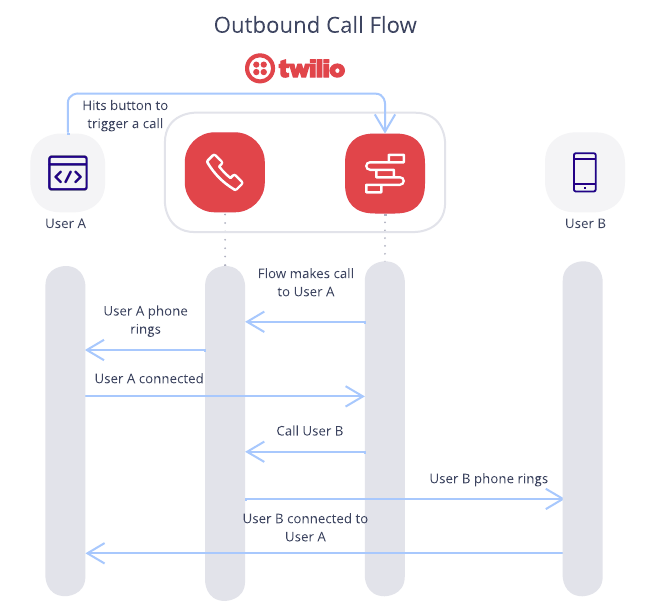 Outbound Call Flow
twilio
Hits button to
trigger a call
User A
User B
Flow makes call
to User A
User A phone
rings
User A connected
Call User B
User B phone rings
User B connected to
User A